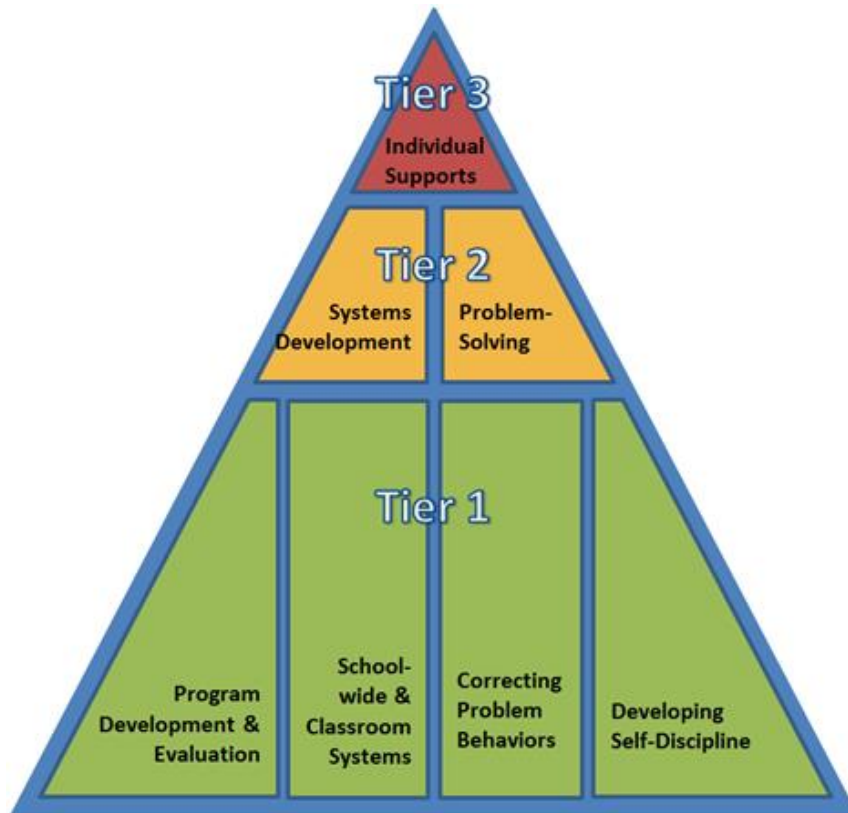 Tier 3
Individual
Supports
Tier 2
Systems
Development
Problem-
Solving
Tier 1
Program
Development &
Evaluation
School-
wide &
Classroom
Systems
Correcting
Problem
Behaviors
Developing
Self-Discipline